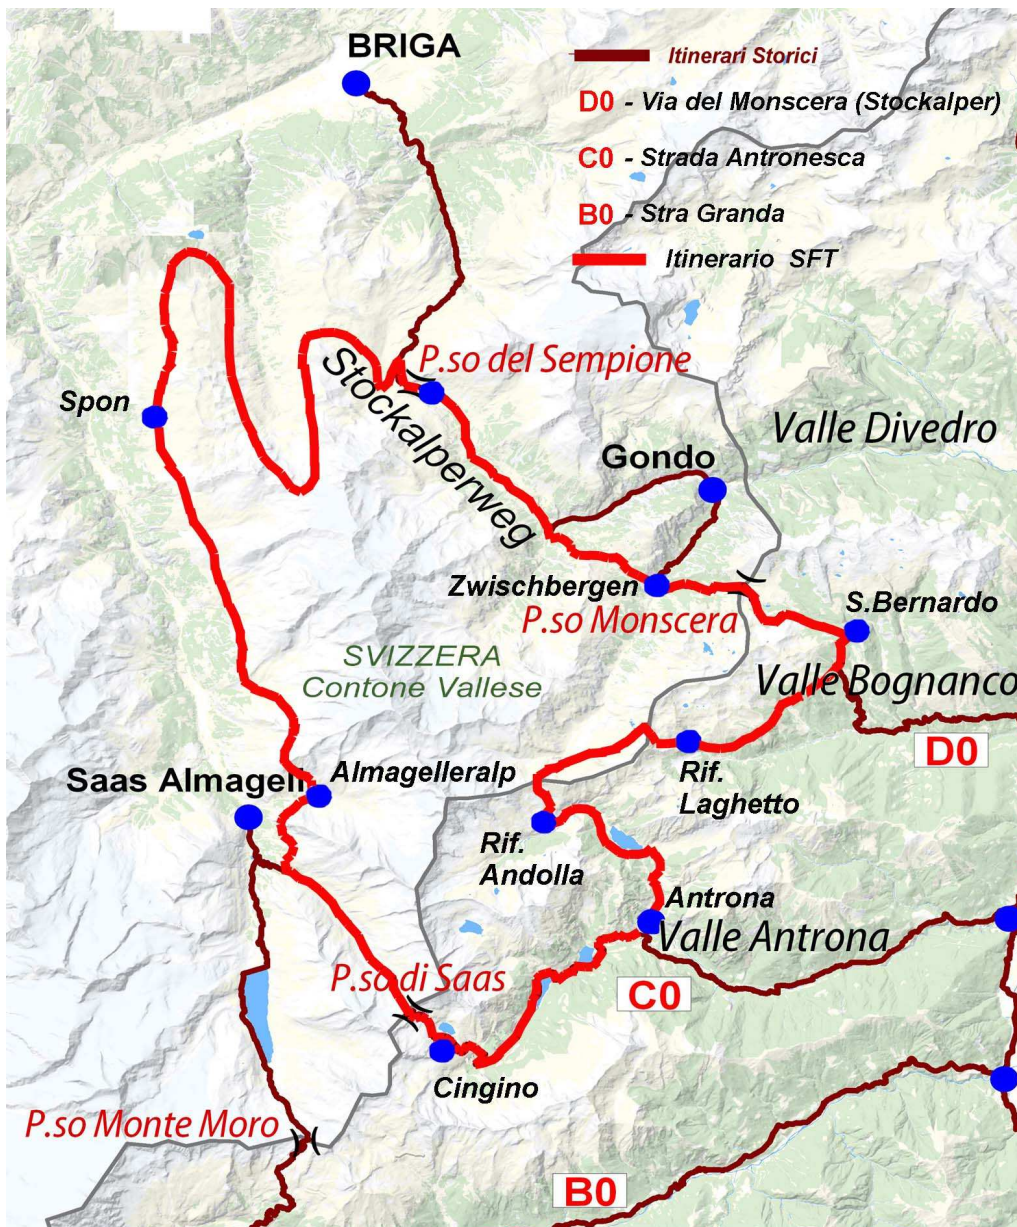 BRIGA
Itinerari Storici
D0 - Via del Monscera (Stockalper)
C0 - Strada Antronesca
B0 - Stra Granda
Itinerario SFT
P.so del Sempione
Stockalperweg
Spon
Valle Divedro
Gondo
Zwischbergen
P.so Monscera
S.Bernardo
SVIZZERA
Contone Vallese
Valle Bognanco
D0
Saas Almagell
Almagelleralp
Rif.
Laghetto
Rif.
Andolla
Antrona
Valle Antrona
P.so di Saas
C0
Cingino
P.so Monte Moro
B0